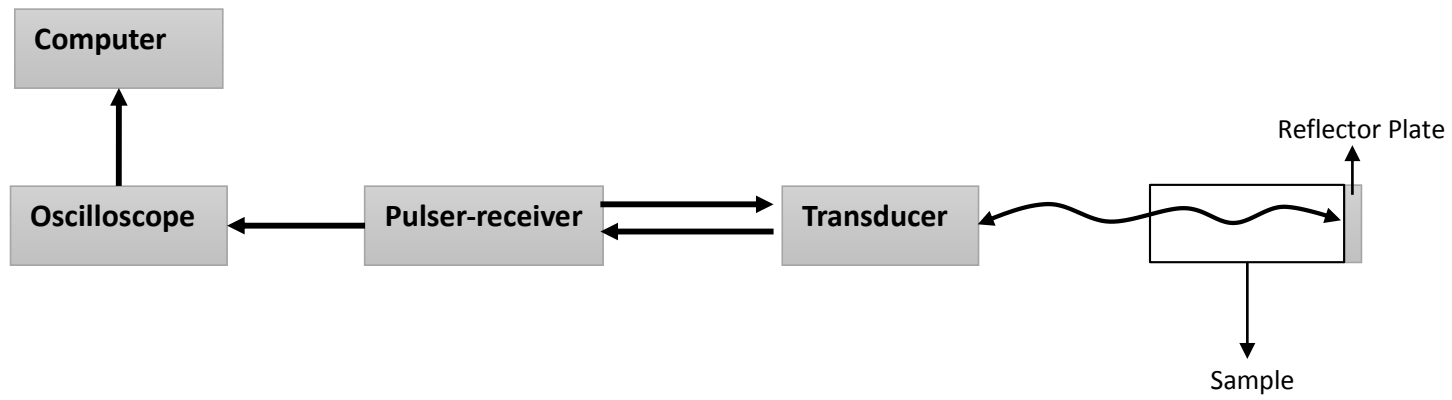 Computer
Reflector Plate
Oscilloscope
Pulser-receiver
Transducer
Sample